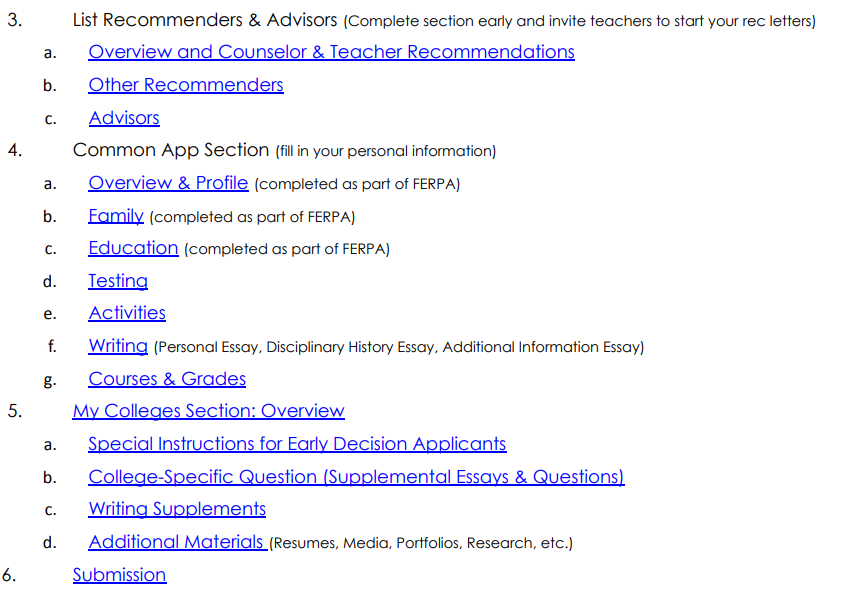 3. List Recommenders & Advisors (Complete section early and invite teachers to start your rec letters)
a. Overview and Counselor & Teacher Recommendations
b. Other Recommenders
c. Advisors
4. Common App Section (fill in your personal information)
a. Overview & Profile (completed as part of FERPA)
b. Family (completed as part of FERPA)
c. Education (completed as part of FERPA)
d. Testing
e. Activities
f. Writing (Personal Essay, Disciplinary History Essay, Additional Information Essay)
g. Courses & Grades
5. My Colleges Section: Overview
a. Special Instructions for Early Decision Applicants
b. College-Specific Question (Supplemental Essays & Questions)
c. Writing Supplements
d. Additional Materials (Resumes, Media, Portfolios, Research, etc.)
6. Submission